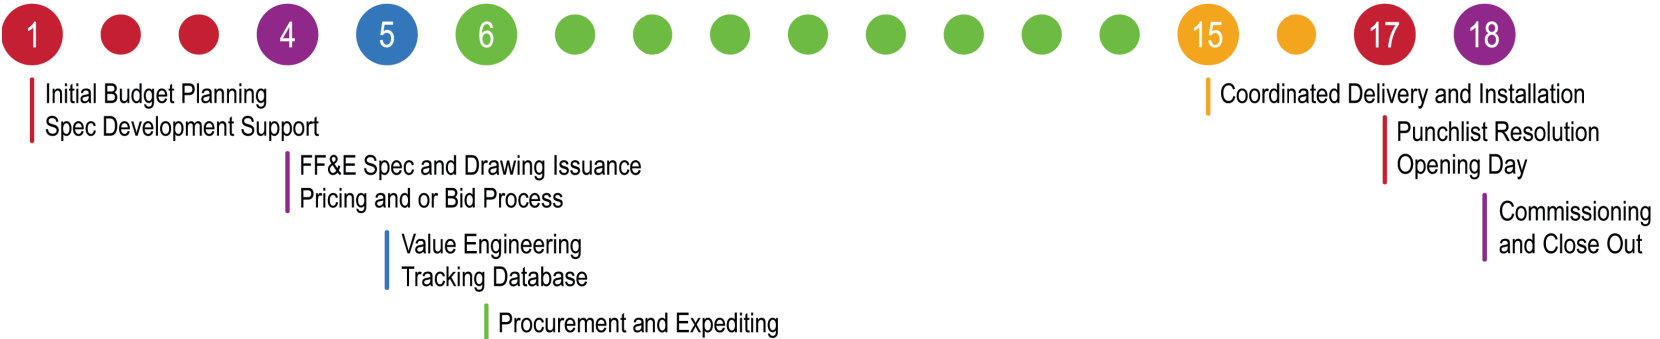 1 4 5 6 15 17 18
Initial Budget Planning
Spec Development Support
FF&E Spec and Drawing Issuance
Pricing and or Bid Process
Value Engineering
Tracking Database
Procurement and Expediting
Coordinated Delivery and Installation
Punchlist Resolution
Opening Day
Commissioning
and Close Out